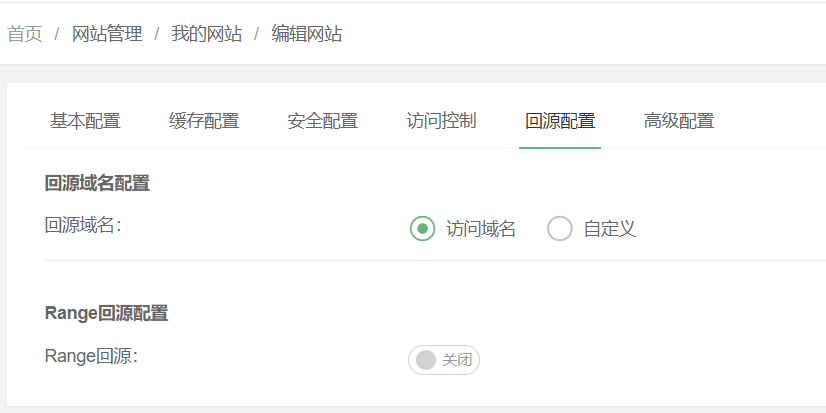 首页 / 网站管理 / 我的网站 / 编辑网站
基本配置 缓存配置 安全配置 访问控制 回源配置 高级配置
回源域名配置
回源域名： 访问域名 自定义
Range回源配置
Range回源： 关闭